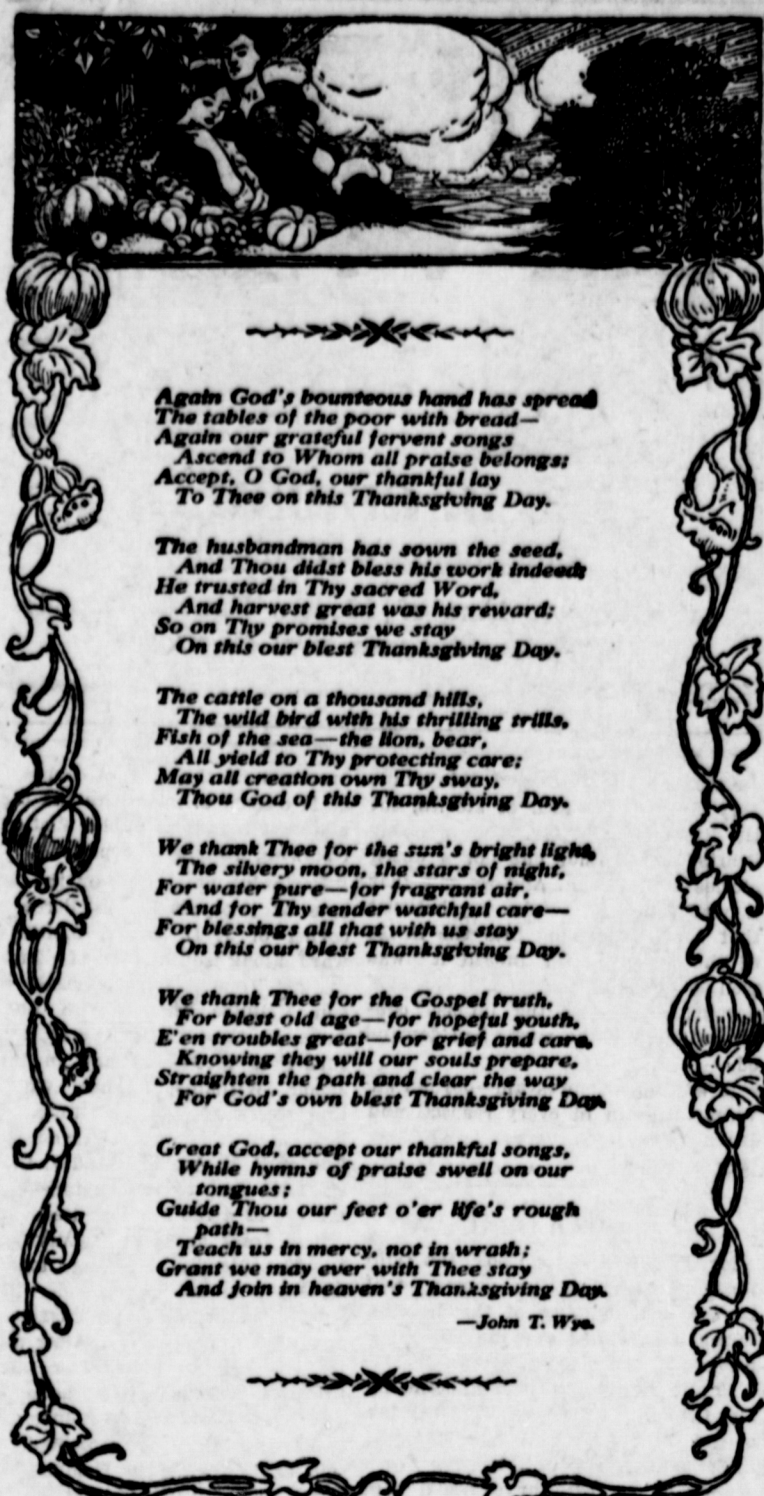 Again God's bounteous hand has spread
The tables of the poor with bread—
Again our grateful fervent songs
Ascend to Whom all praise belongs;
Accept, O God, our thankful lay
To Thee on this Thanksgiving Day.
The husbandman has sown the seed,
And Thou didst bless his work indeed;
He trusted in Thy sacred Word,
And harvest great was his reward;
So on Thy promises we stay
On this our blest Thanksgiving Day.
The cattle on a thousand hills,
The wild bird with his thrilling trills,
Fish of the sea—the lion, bear,
All yield to Thy protecting care;
May all creation own Thy sway,
Thou God of this Thanksgiving Day.
We thank Thee for the sun's bright light,
The silvery moon, the stars of night,
For water pure—for fragrant air,
And for Thy tender watchful care—
For blessings all that with us stay
On this our blest Thanksgiving Day.
We thank Thee for the Gospel truth,
For blest old age—for hopeful youth,
E'en troubles great—for grief and care,
Knowing they will our souls prepare,
Straighten the path and clear the way
For God's own blest Thanksgiving Day.
Great God, accept our thankful songs,
While hymns of praise swell on our
tongues;
Guide Thou our feet o'er life's rough
path—
Teach us in mercy, not in wrath;
Grant we may ever with Thee stay
And join in heaven's Thanksgiving Day.
—John T. Wye.